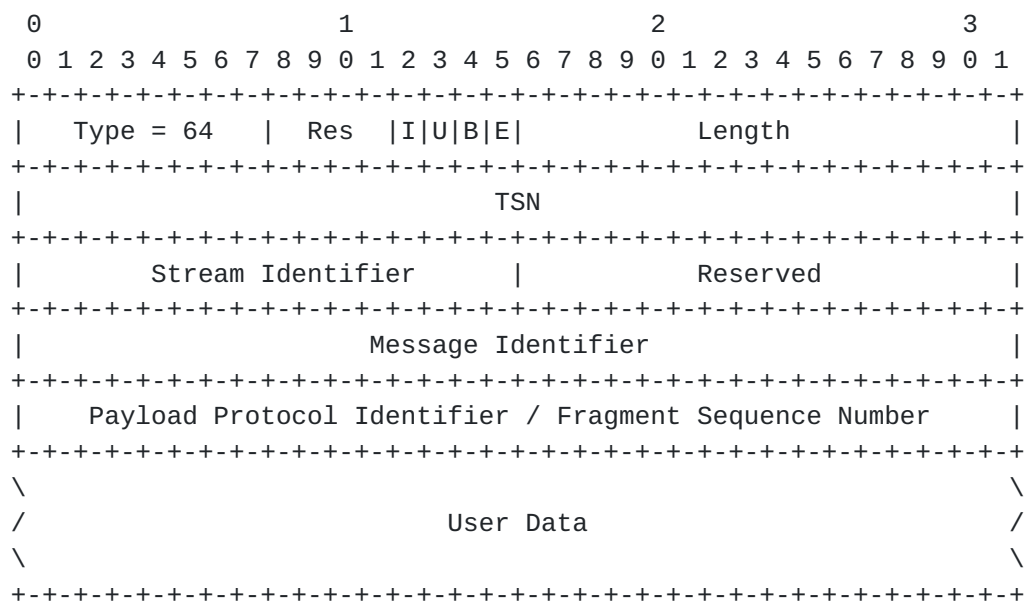 0                   1                   2                   3
 0 1 2 3 4 5 6 7 8 9 0 1 2 3 4 5 6 7 8 9 0 1 2 3 4 5 6 7 8 9 0 1
+-+-+-+-+-+-+-+-+-+-+-+-+-+-+-+-+-+-+-+-+-+-+-+-+-+-+-+-+-+-+-+-+
|   Type = 64   |  Res  |I|U|B|E|           Length              |
+-+-+-+-+-+-+-+-+-+-+-+-+-+-+-+-+-+-+-+-+-+-+-+-+-+-+-+-+-+-+-+-+
|                              TSN                              |
+-+-+-+-+-+-+-+-+-+-+-+-+-+-+-+-+-+-+-+-+-+-+-+-+-+-+-+-+-+-+-+-+
|        Stream Identifier      |           Reserved            |
+-+-+-+-+-+-+-+-+-+-+-+-+-+-+-+-+-+-+-+-+-+-+-+-+-+-+-+-+-+-+-+-+
|                      Message Identifier                       |
+-+-+-+-+-+-+-+-+-+-+-+-+-+-+-+-+-+-+-+-+-+-+-+-+-+-+-+-+-+-+-+-+
|    Payload Protocol Identifier / Fragment Sequence Number     |
+-+-+-+-+-+-+-+-+-+-+-+-+-+-+-+-+-+-+-+-+-+-+-+-+-+-+-+-+-+-+-+-+
\                                                               \
/                           User Data                           /
\                                                               \
+-+-+-+-+-+-+-+-+-+-+-+-+-+-+-+-+-+-+-+-+-+-+-+-+-+-+-+-+-+-+-+-+